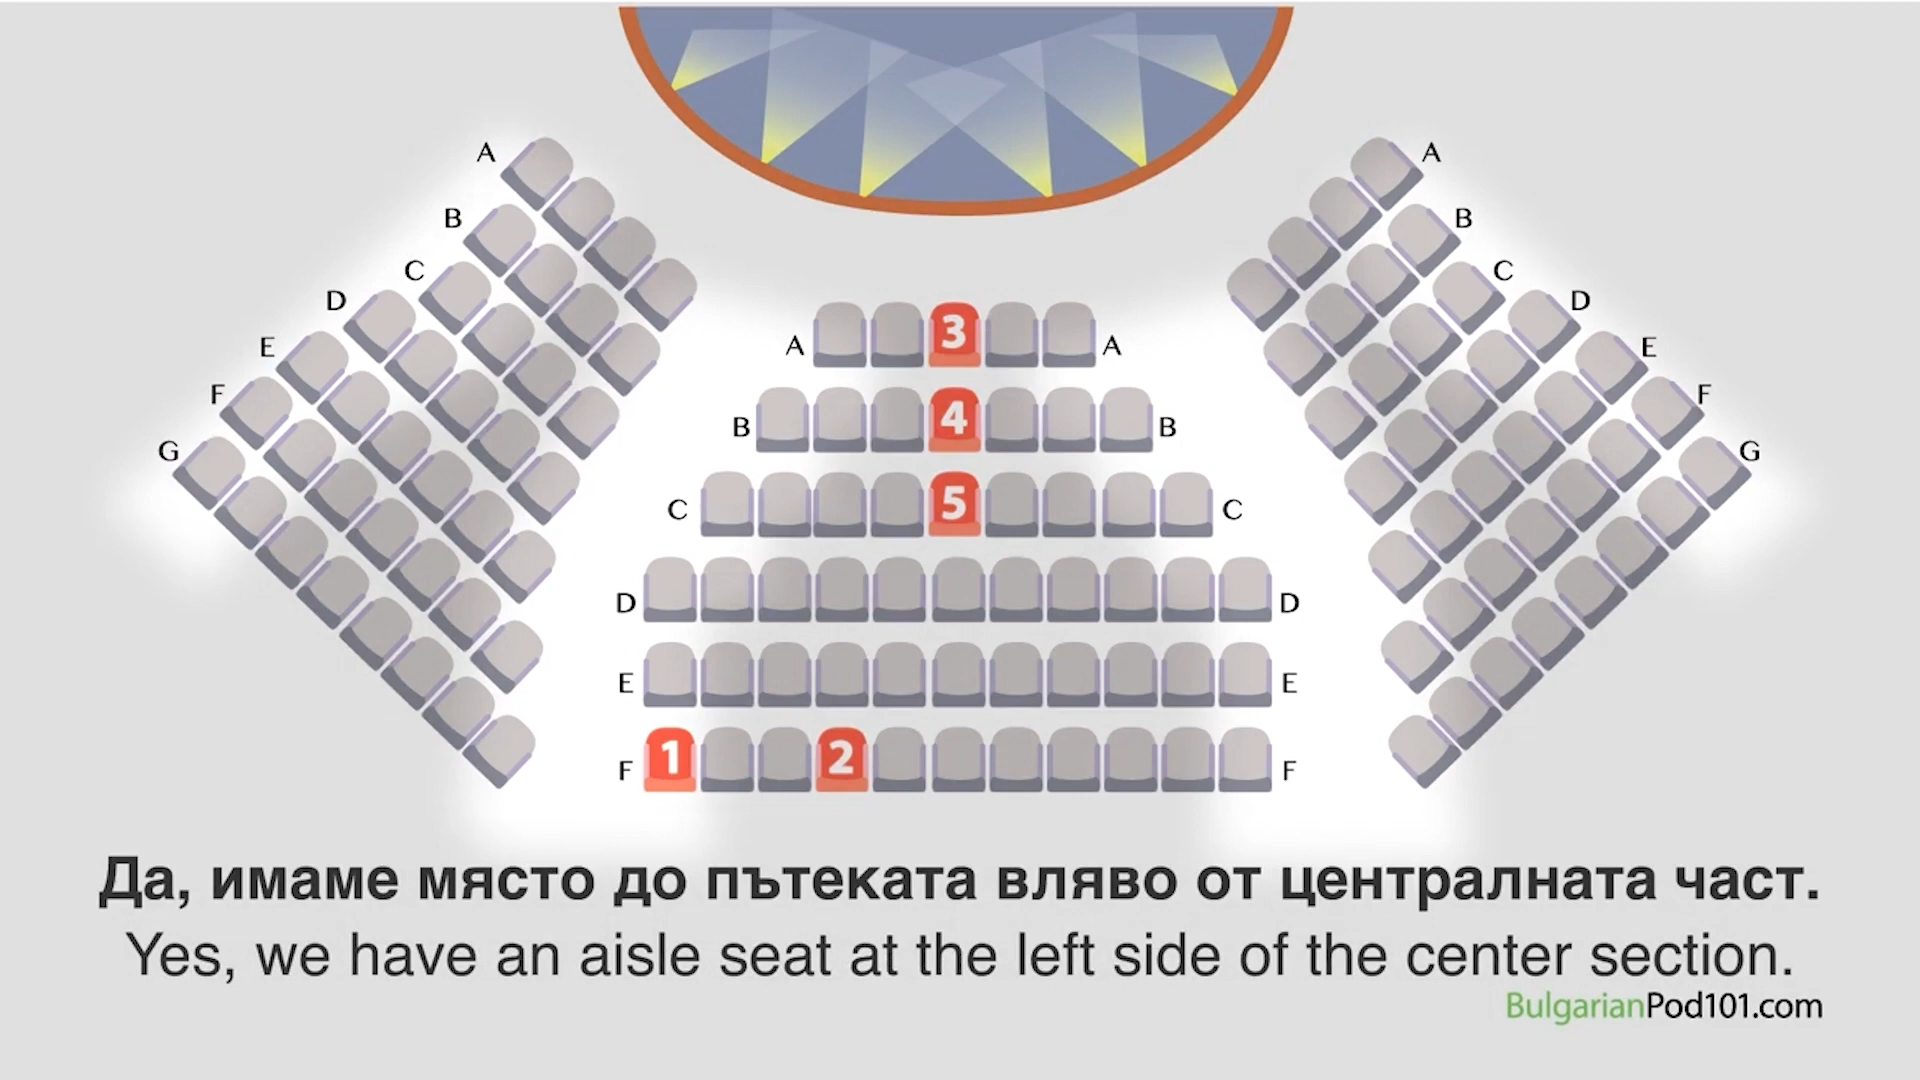 A A
B B
C C
D D
E E
F F
G G
A 3 A
B 4 B
C 5 C
D D
E E
F 1 2 F
Да, имаме място до пътеката вляво от централната част.
Yes, we have an aisle seat at the left side of the center section.
BulgarianPod101.com